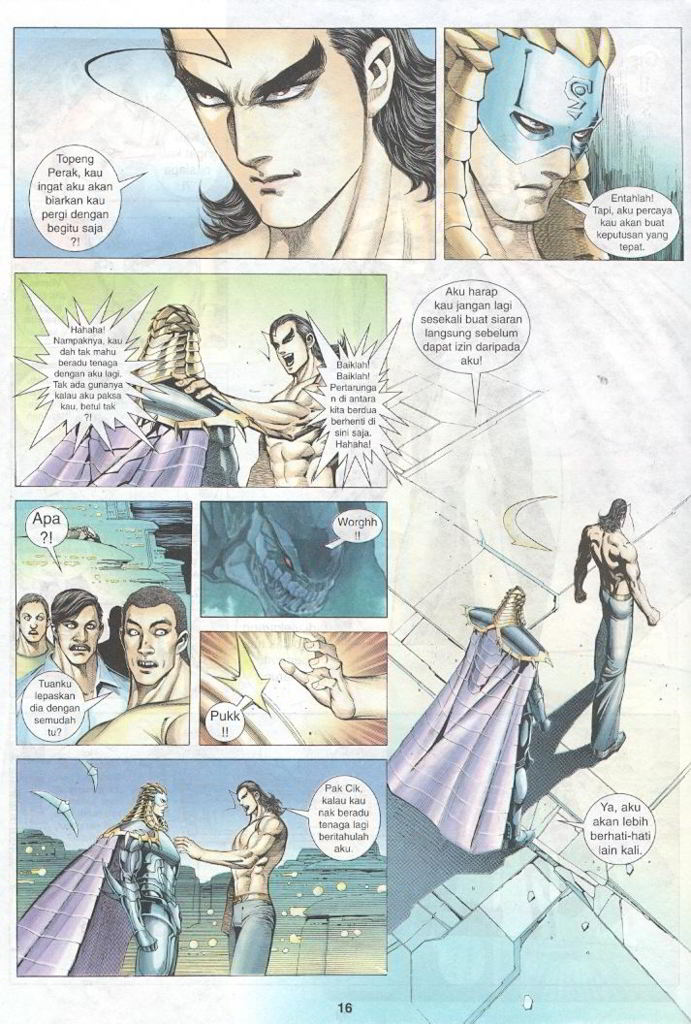 Topeng
Perak, kau
ingat aku akan
biarkan kau
pergi dengan
begitu saja
?!
Entahlah!
Tapi, aku percaya
kau akan buat
keputusan yang
tepat.
Hahaha!
Nampaknya, kau
dah tak mahu
beradu tenaga
dengan aku lagi.
Tak ada gunanya
kalau aku paksa
kau, betul tak
?!
Baiklah!
Baiklah!
Pertarunga
n di antara
kita berdua
berhenti di
sini saja.
Hahaha!
Aku harap
kau jangan lagi
sesekali buat siaran
langsung sebelum
dapat izin daripada
aku!
Apa
?!
Tuanku
lepaskan
dia dengan
semudah
tu?
Worghh
!!
Pukk
!!
Pak Cik,
kalau kau
nak beradu
tenaga lagi
beritahulah
aku.
Ya, aku
akan lebih
berhati-hati
lain kali.
16